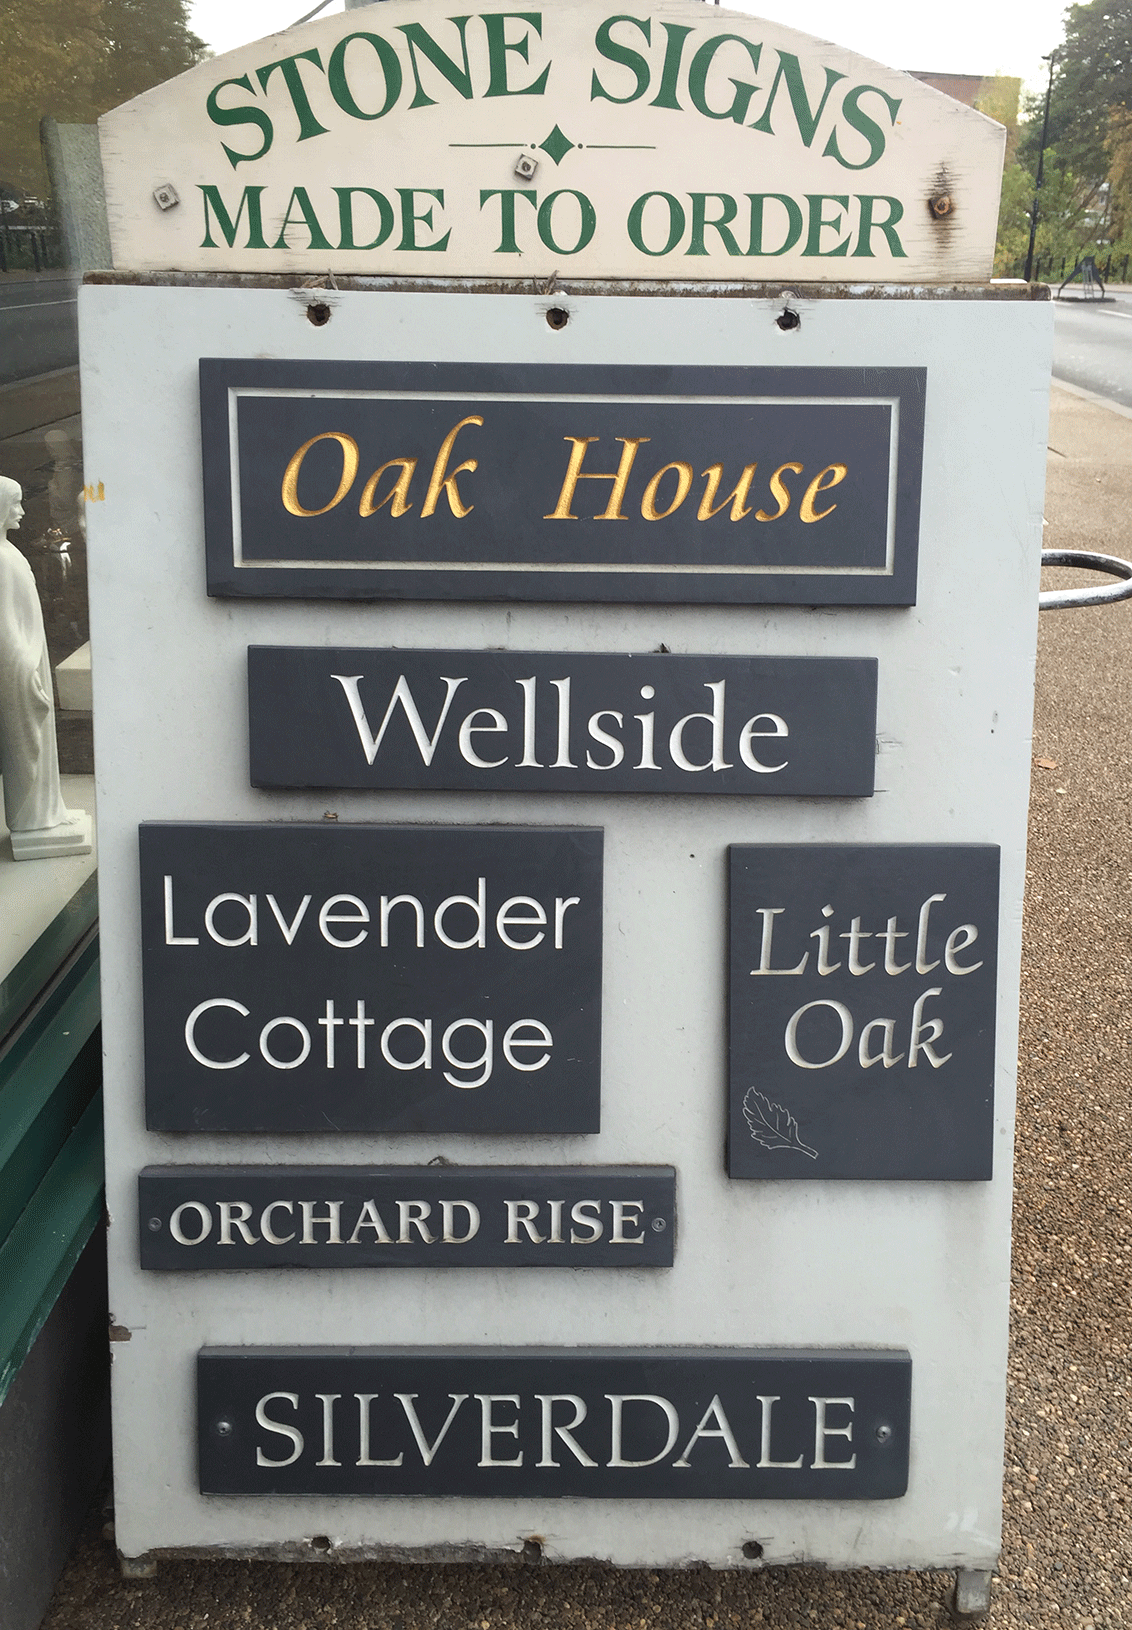 STONE SIGNS
MADE TO ORDER
Oak House
Wellside
Lavender
Cottage
Little
Oak
ORCHARD RISE
SILVERDALE